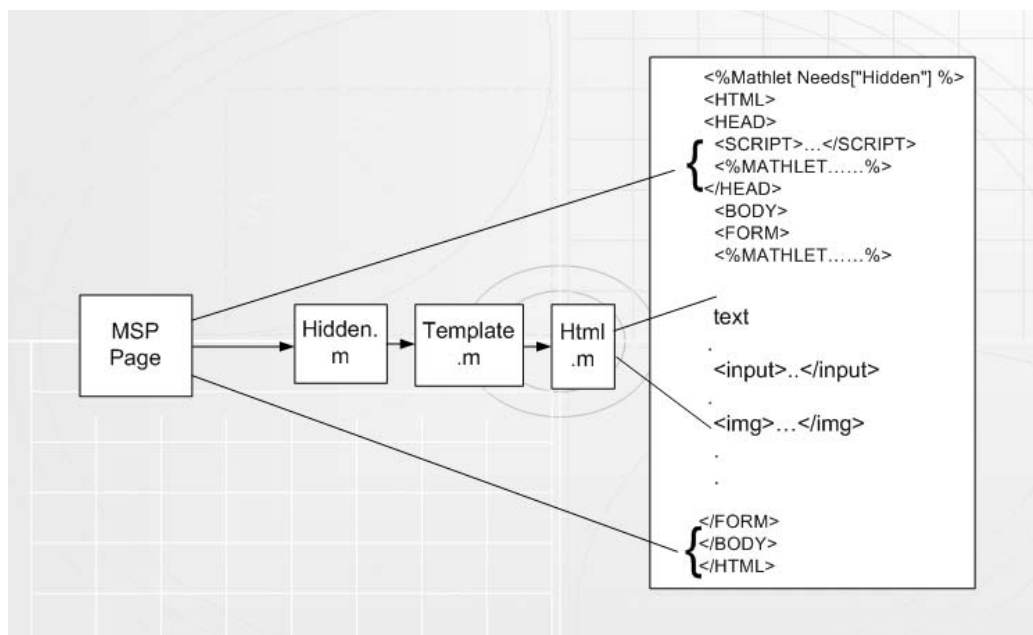 MSP
Page
Hidden.
m
Template
.m
Html
.m
<%Mathlet Needs["Hidden"] %>
<HTML>
<HEAD>
<SCRIPT>...</SCRIPT>
<%MATHLET......%>
</HEAD>
<BODY>
<FORM>
<%MATHLET......%>
.
text
.
<input>..</input>
.
<img>...</img>
.
.
</FORM>
</BODY>
</HTML>